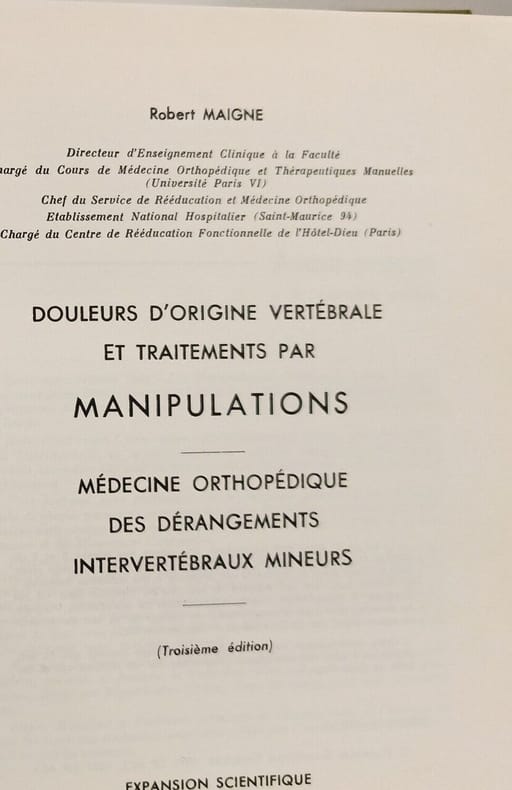 Robert MAIGNE
Directeur d'Enseignement Clinique à la Faculté
du Cours de Médecine Orthopédique et Thérapeutiques Manuelles
(Université Paris VI)
Chef du Service de Rééducation et Médecine Orthopédique
Etablissement National Hospitalier (Saint-Maurice 94)
Chargé du Centre de Rééducation Fonctionnelle de l'Hôtel-Dieu (Paris)
DOULEURS D'ORIGINE VERTÉBRALE
ET TRAITEMENTS PAR
MANIPULATIONS
MÉDECINE ORTHOPÉDIQUE
DES DÉRANGEMENTS
INTERVERTÉBRAUX MINEURS
(Troisième édition)
EXPANSION SCIENTIFIQUE